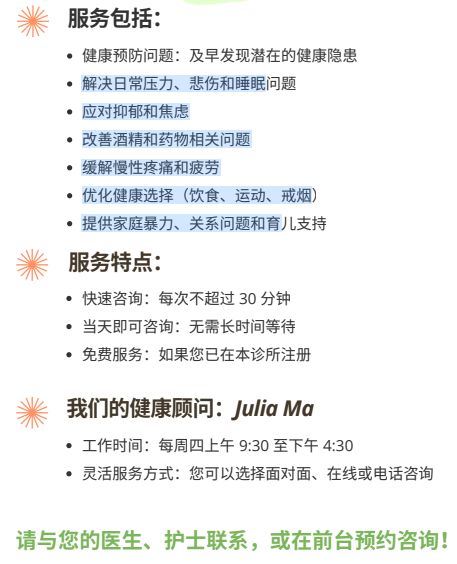 服务包括：
健康预防问题：及早发现潜在的健康隐患
解决日常压力、悲伤和睡眠问题
应对抑郁和焦虑
改善酒精和药物相关问题
缓解慢性疼痛和疲劳
优化健康选择（饮食、运动、戒烟）
提供家庭暴力、关系问题和育儿支持
服务特点：
快速咨询：每次不超过 30 分钟
当天即可咨询：无需长时间等待
免费服务：如果您已在本诊所注册
我们的健康顾问：Julia Ma
工作时间：每周四上午 9:30 至下午 4:30
灵活服务方式：您可以选择面对面、在线或电话咨询
请与您的医生、护士联系，或在前台预约咨询！